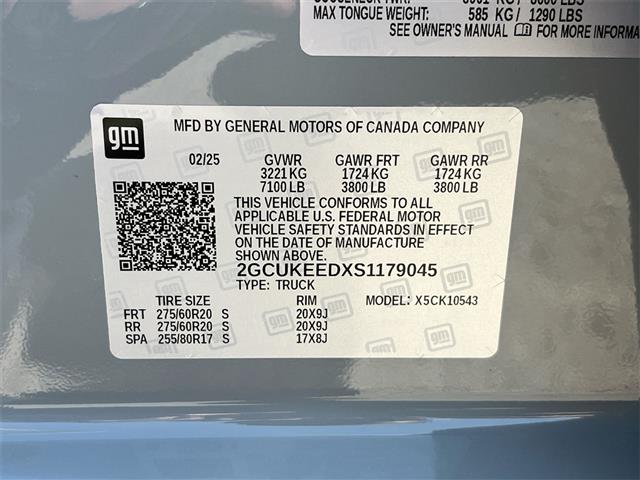 MAX TONGUE WEIGHT: 585 KG / 1290 LBS
SEE OWNER'S MANUAL FOR MORE INFORMA
gm
MFD BY GENERAL MOTORS OF CANADA COMPANY
02/25 GVWR GAWR FRT GAWR RR
3221 KG 1724 KG 1724 KG
7100 LB 3800 LB 3800 LB
THIS VEHICLE CONFORMS TO ALL
APPLICABLE U.S. FEDERAL MOTOR
VEHICLE SAFETY STANDARDS IN EFFECT
ON THE DATE OF MANUFACTURE
SHOWN ABOVE.
2GCUKEEDXS1179045
TYPE: TRUCK MODEL: X5CK10543
TIRE SIZE RIM
FRT 275/60R20 S 20X9J
RR 275/60R20 S 20X9J
SPA 255/80R17 S 17X8J